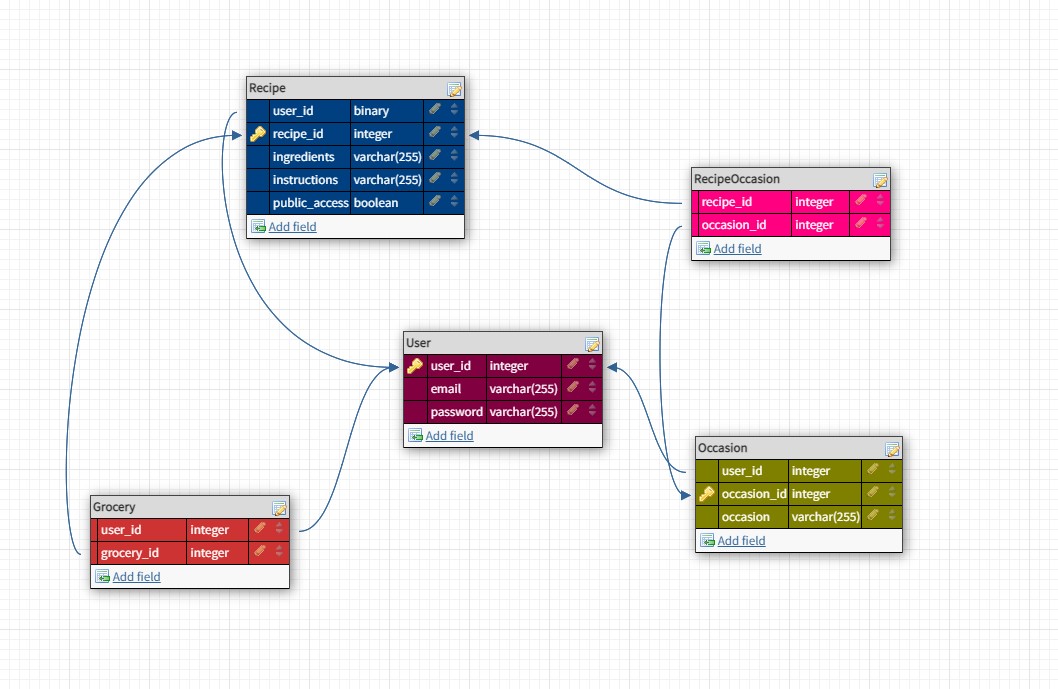 Recipe
user_id binary
recipe_id integer
ingredients varchar(255)
instructions varchar(255)
public_access boolean
Add field
RecipeOccasion
recipe_id integer
occasion_id integer
Add field
User
user_id integer
email varchar(255)
password varchar(255)
Add field
Occasion
user_id integer
occasion_id integer
occasion varchar(255)
Add field
Grocery
user_id integer
grocery_id integer
Add field